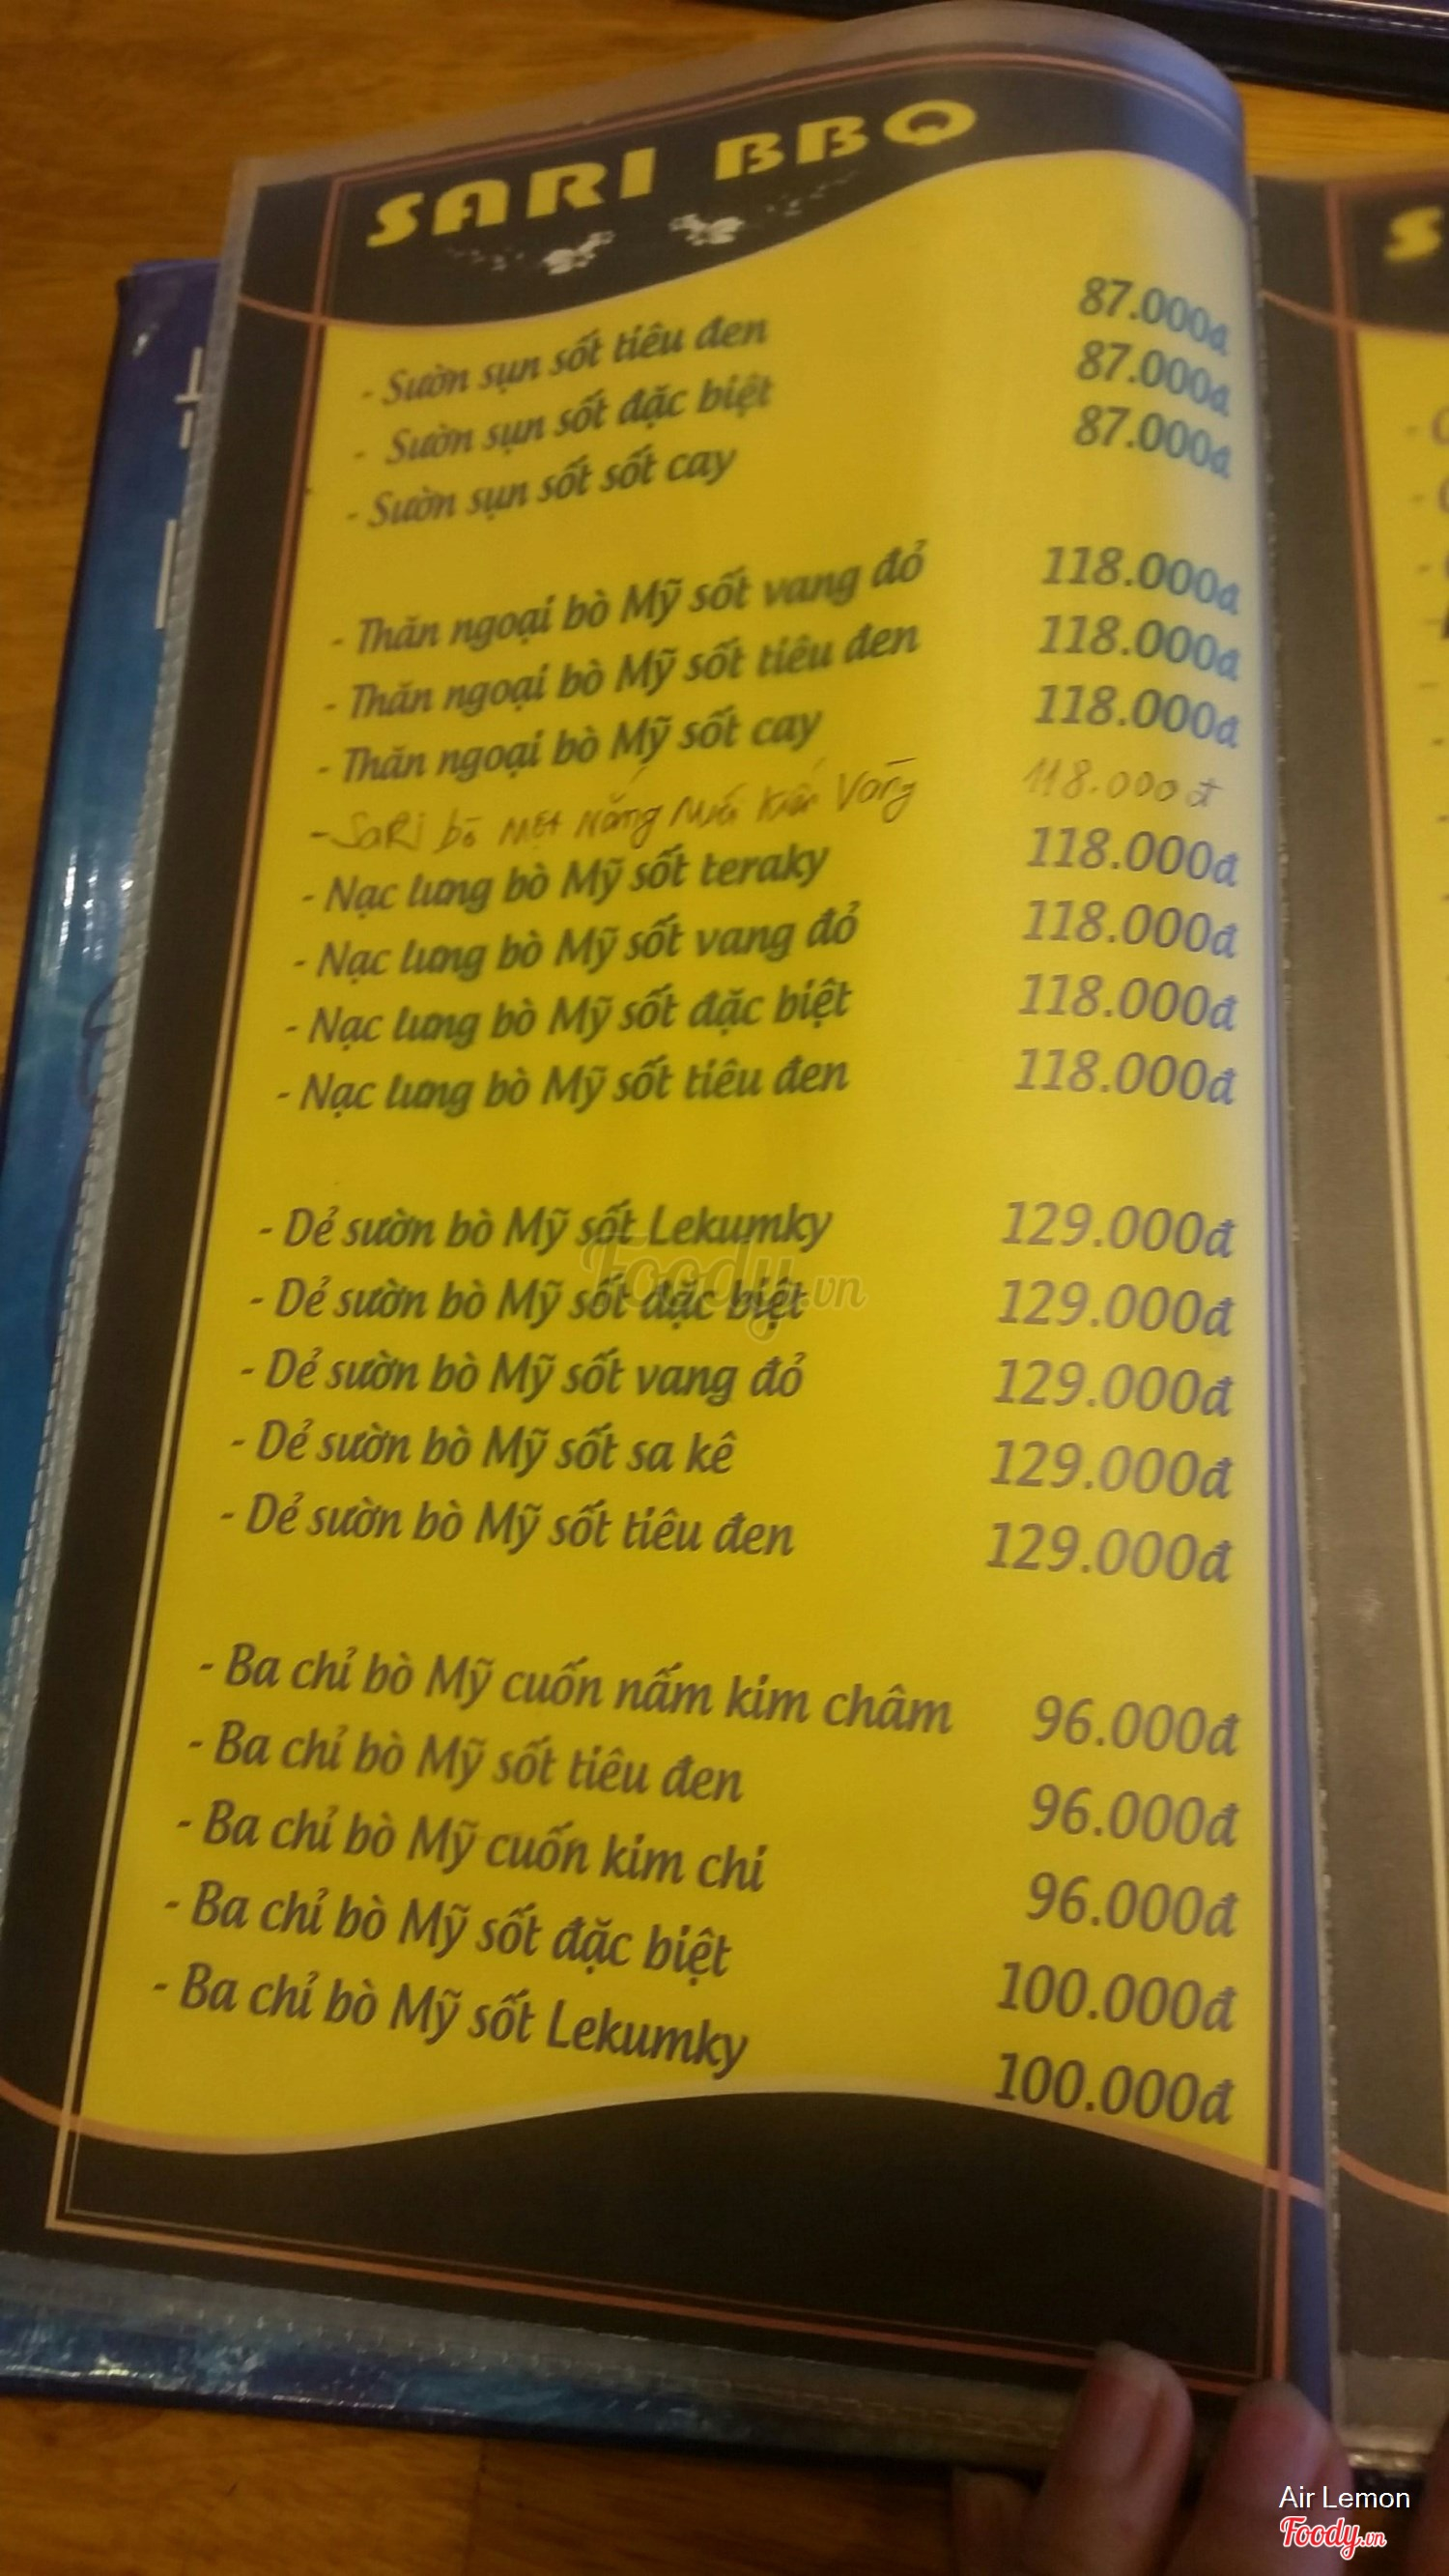 SARI BBQ
- Sườn sụn sốt tiêu đen 87.000đ
- Sườn sụn sốt đặc biệt 87.000đ
- Sườn sụn sốt sốt cay 87.000đ
- Thăn ngoại bò Mỹ sốt vang đỏ 118.000đ
- Thăn ngoại bò Mỹ sốt tiêu đen 118.000đ
- Thăn ngoại bò Mỹ sốt cay 118.000đ
- SaRi bò Một Nắng Muối Kiến Vàng 118.000đ
- Nạc lưng bò Mỹ sốt teraky 118.000đ
- Nạc lưng bò Mỹ sốt vang đỏ 118.000đ
- Nạc lưng bò Mỹ sốt đặc biệt 118.000đ
- Nạc lưng bò Mỹ sốt tiêu đen 118.000đ
- Dẻ sườn bò Mỹ sốt Lekumky 129.000đ
- Dẻ sườn bò Mỹ sốt đặc biệt 129.000đ
- Dẻ sườn bò Mỹ sốt vang đỏ 129.000đ
- Dẻ sườn bò Mỹ sốt sa kê 129.000đ
- Dẻ sườn bò Mỹ sốt tiêu đen 129.000đ
- Ba chỉ bò Mỹ cuốn nấm kim châm 96.000đ
- Ba chỉ bò Mỹ sốt tiêu đen 96.000đ
- Ba chỉ bò Mỹ cuốn kim chi 96.000đ
- Ba chỉ bò Mỹ sốt đặc biệt 100.000đ
- Ba chỉ bò Mỹ sốt Lekumky 100.000đ
Foody.vn
Air Lemon
Foody.vn